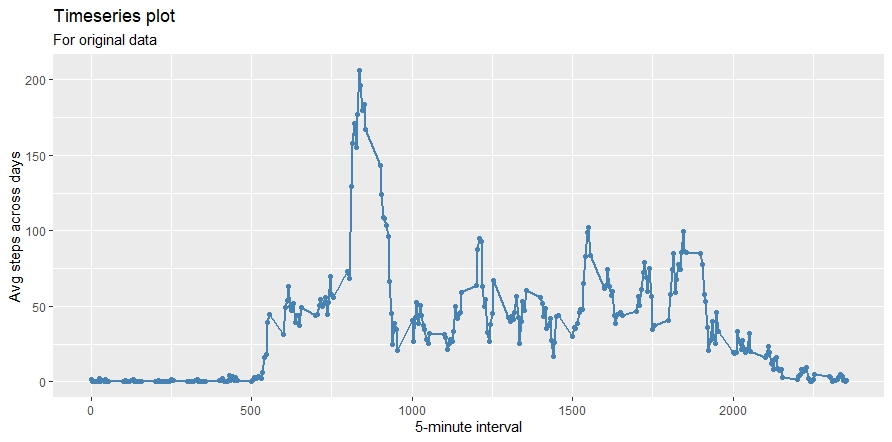 Timeseries plot
For original data
Avg steps across days
200
150
100
50
0
0 500 1000 1500 2000
5-minute interval